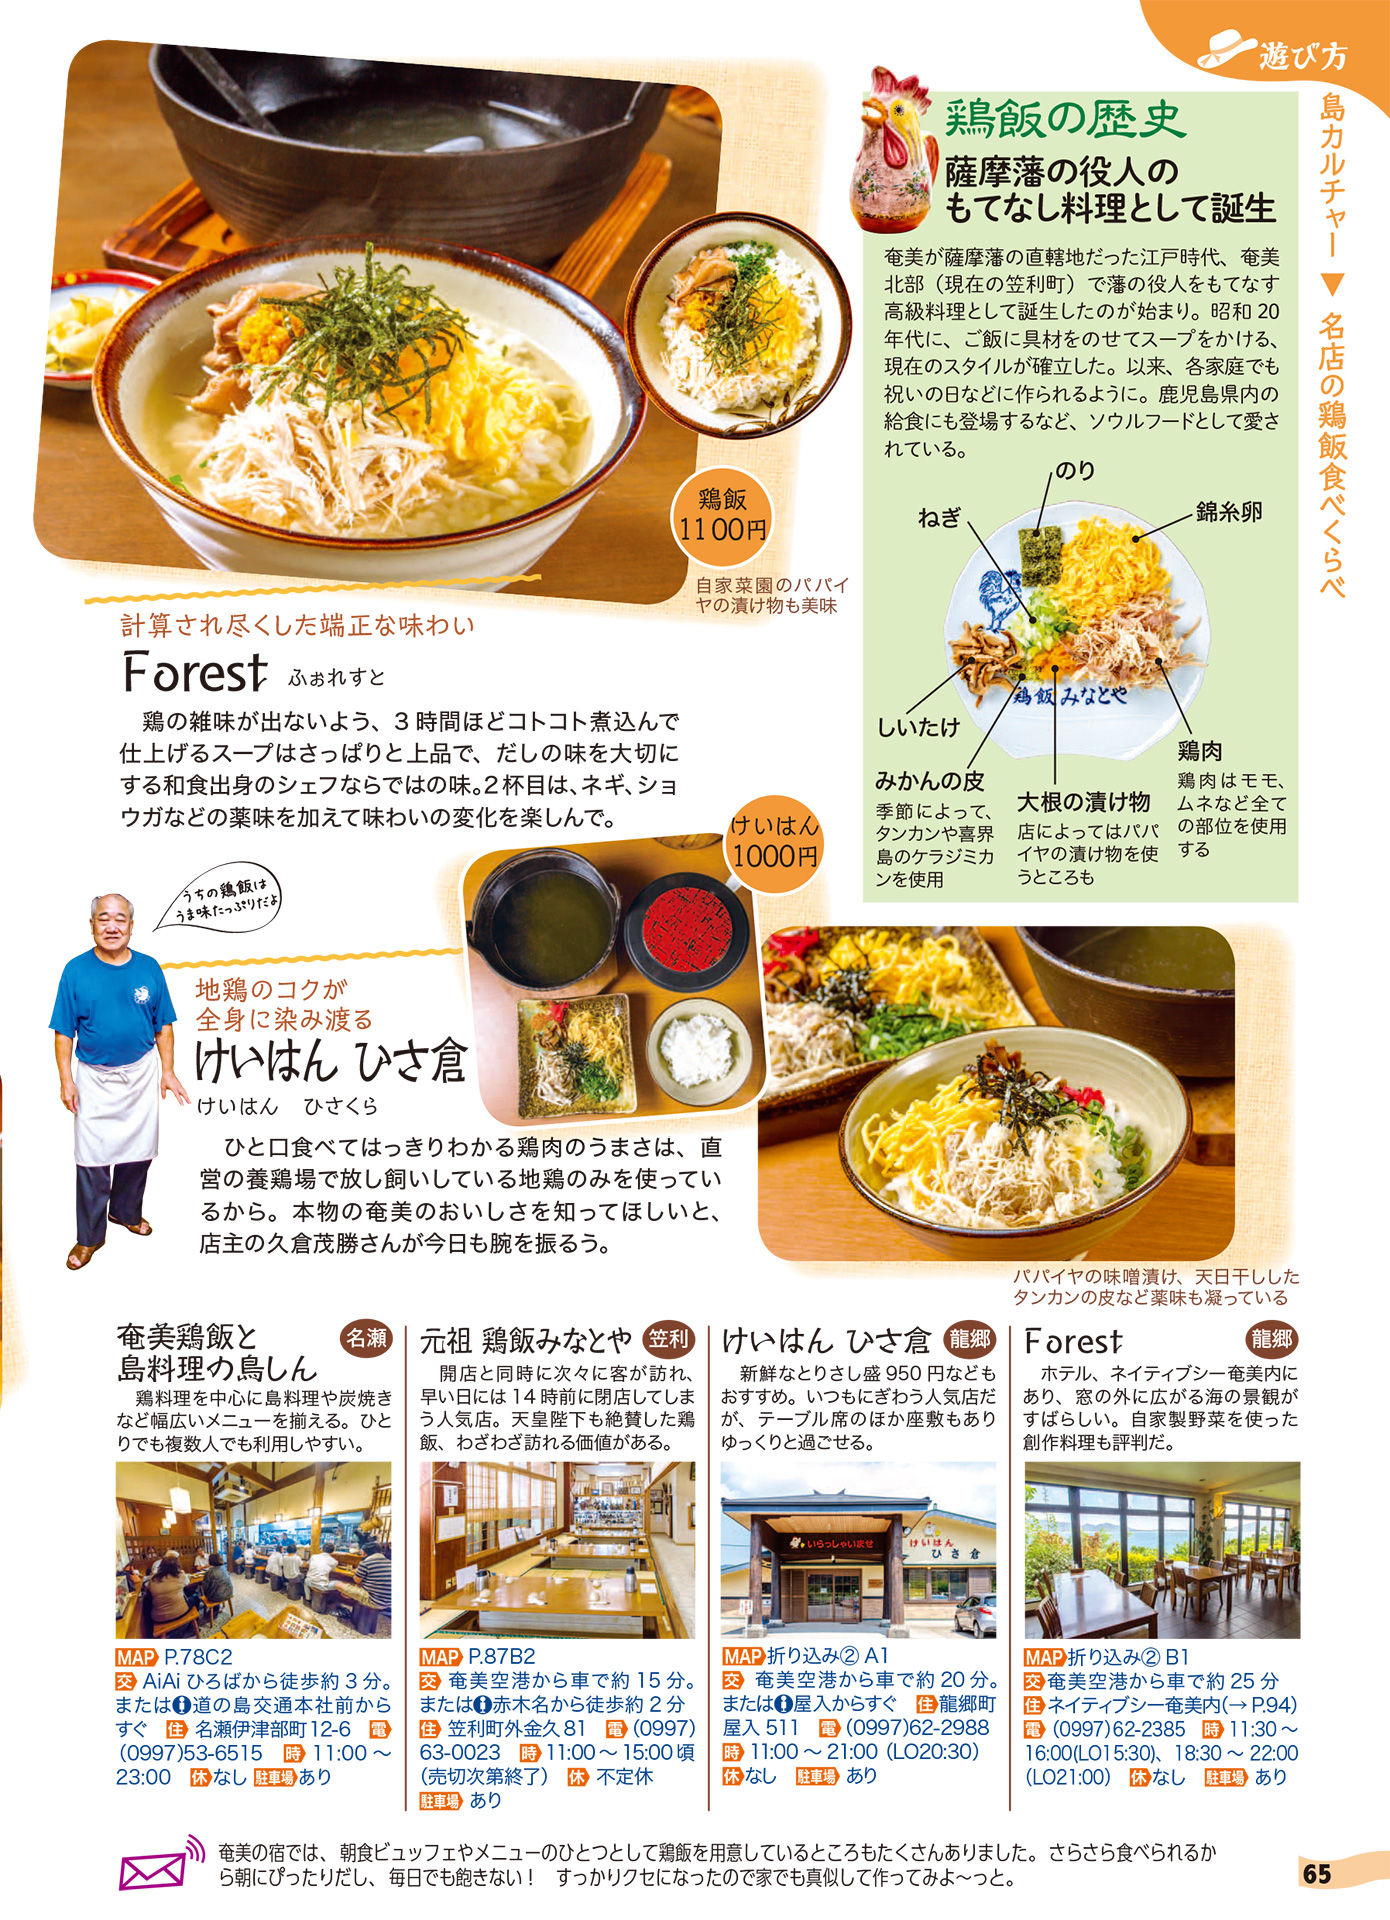 遊び方
島カルチャー ▼ 名店の鶏飯食べくらべ
鶏飯
1100円
自家菜園のパパイ
ヤの漬け物も美味
計算され尽くした端正な味わい
Forest ふぉれすと
鶏の雑味が出ないよう、3時間ほどコトコト煮込んで
仕上げるスープはさっぱりと上品で、だしの味を大切に
する和食出身のシェフならではの味。2杯目は、ネギ、ショ
ウガなどの薬味を加えて味わいの変化を楽しんで。
鶏飯の歴史
薩摩藩の役人の
もてなし料理として誕生
奄美が薩摩藩の直轄地だった江戸時代、奄美
北部（現在の笠利町）で藩の役人をもてなす
高級料理として誕生したのが始まり。昭和20
年代に、ご飯に具材をのせてスープをかける、
現在のスタイルが確立した。以来、各家庭でも
祝いの日などに作られるように。鹿児島県内の
給食にも登場するなど、ソウルフードとして愛さ
れている。
のり
ねぎ
錦糸卵
鶏飯 みなとや
しいたけ
みかんの皮
季節によって、
タンカンや喜界
島のケラジミカ
ンを使用
大根の漬け物
店によってはパパ
イヤの漬け物を使
うところも
鶏肉
鶏肉はモモ、
ムネなど全て
の部位を使用
する
けいはん
1000円
うちの鶏飯は
うま味たっぷりだよ
地鶏のコクが
全身に染み渡る
けいはん ひさ倉
けいはん ひさくら
ひと口食べてはっきりわかる鶏肉のうまさは、直
営の養鶏場で放し飼いしている地鶏のみを使ってい
るから。本物の奄美のおいしさを知ってほしいと、
店主の久倉茂勝さんが今日も腕を振るう。
パパイヤの味噌漬け、天日干しした
タンカンの皮など薬味も凝っている
奄美鶏飯と
島料理の鳥しん 名瀬
鶏料理を中心に島料理や炭焼き
など幅広いメニューを揃える。ひと
りでも複数人でも利用しやすい。
MAP P.78C2
交 AiAiひろばから徒歩約3分。
または道の島交通本社前から
すぐ 住 名瀬伊津部町12-6 電
(0997)53-6515 時 11:00～
23:00 休なし 駐車場あり
元祖 鶏飯みなとや 笠利
開店と同時に次々に客が訪れ、
早い日には14時前に閉店してしま
う人気店。天皇陛下も絶賛した鶏
飯、わざわざ訪れる価値がある。
MAP P.87B2
交 奄美空港から車で約15分。
または赤木名から徒歩約2分
住 笠利町外金久81 電 (0997)
63-0023 時 11:00～15:00頃
(売切次第終了) 休 不定休
駐車場 あり
けいはん ひさ倉 龍郷
新鮮なとりさし盛950円なども
おすすめ。いつもにぎわう人気店だ
が、テーブル席のほか座敷もあり
ゆっくりと過ごせる。
いらっしゃいませ
けいはん
ひさ倉
MAP折り込み② A1
交 奄美空港から車で約20分。
または屋入からすぐ 住龍郷町
屋入511 電 (0997)62-2988
時 11:00～21:00 (LO20:30)
休なし 駐車場 あり
Forest 龍郷
ホテル、ネイティブシー奄美内に
あり、窓の外に広がる海の景観が
すばらしい。自家製野菜を使った
創作料理も評判だ。
MAP折り込み② B1
交奄美空港から車で約25分
住ネイティブシー奄美内(→P.94)
電 (0997)62-2385 時 11:30～
16:00(LO15:30)、18:30～22:00
(LO21:00) 休なし 駐車場 あり
奄美の宿では、朝食ビュッフェやメニューのひとつとして鶏飯を用意しているところもたくさんありました。さらさら食べられるか
ら朝にぴったりだし、毎日でも飽きない！ すっかりクセになったので家でも真似して作ってみよ～っと。
65